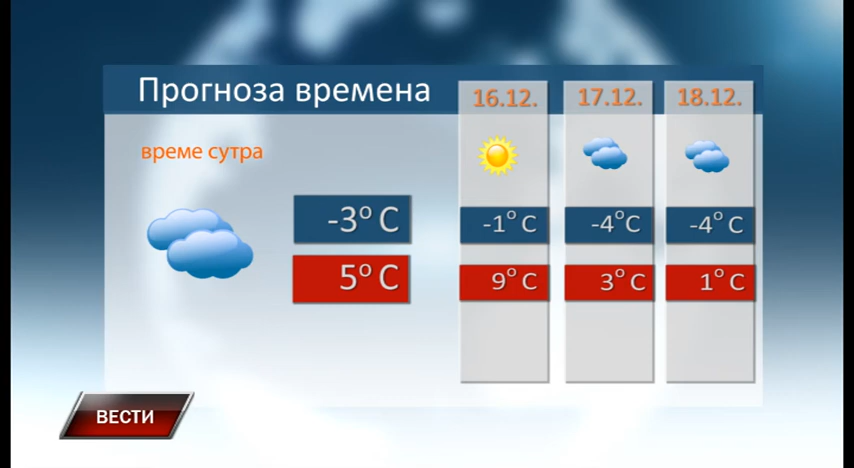 Прогноза времена
време сутра
-3° C
5° C
16.12.
-1° C
9° C
17.12.
-4°C
3° C
18.12.
-4° C
1° C
ВЕСТИ